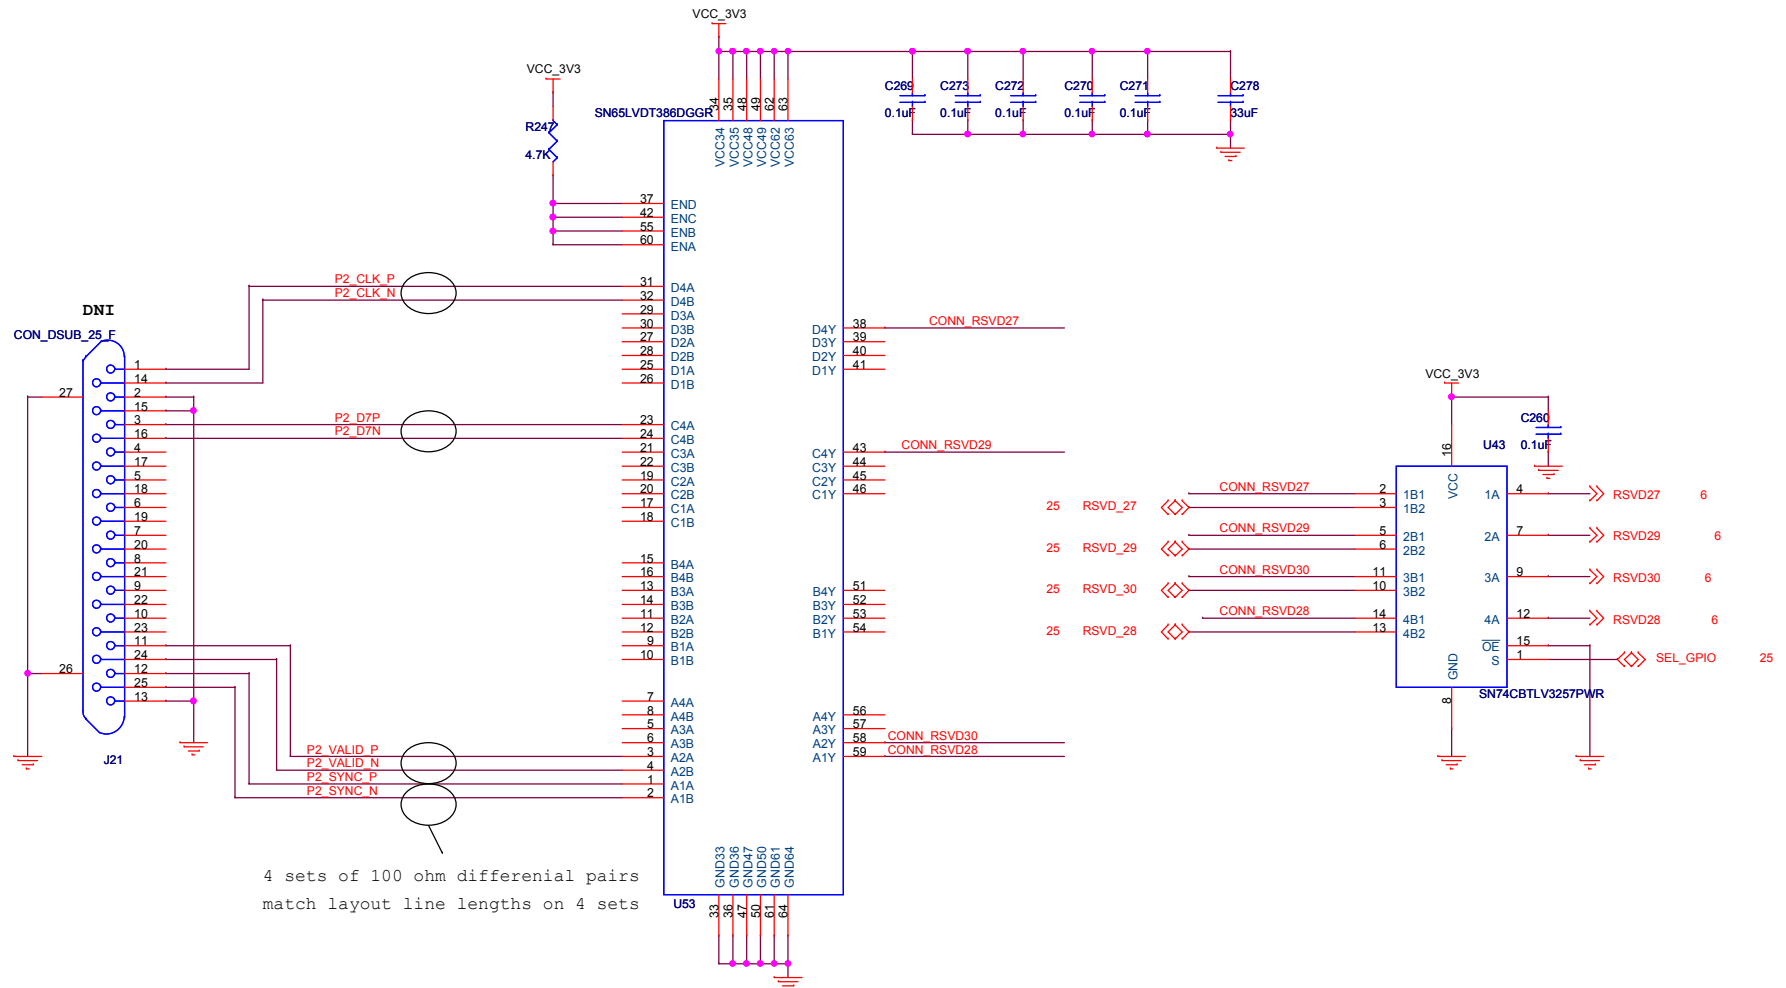 VCC_3V3
VCC_3V3
C269
0.1uF
C273
0.1uF
C272
0.1uF
C270
0.1uF
C271
0.1uF
C278
33uF
R247
4.7K
SN65LVDT386DGGR
34
35
48
49
62
63
VCC34
VCC35
VCC48
VCC49
VCC62
VCC63
37 END
42 ENC
55 ENB
60 ENA
P2_CLK_P 31 D4A
P2_CLK_N 32 D4B
29 D3A
30 D3B
27 D2A
28 D2B
25 D1A
26 D1B
P2_D7P 23 C4A
P2_D7N 24 C4B
21 C3A
22 C3B
19 C2A
20 C2B
17 C1A
18 C1B
15 B4A
16 B4B
13 B3A
14 B3B
11 B2A
12 B2B
9 B1A
10 B1B
7 A4A
8 A4B
5 A3A
6 A3B
P2_VALID_P 3 A2A
P2_VALID_N 4 A2B
P2_SYNC_P 1 A1A
P2_SYNC_N 2 A1B
D4Y 38 CONN_RSVD27
D3Y 39
D2Y 40
D1Y 41
C4Y 43 CONN_RSVD29
C3Y 44
C2Y 45
C1Y 46
B4Y 51
B3Y 52
B2Y 53
B1Y 54
A4Y 56
A3Y 57
A2Y 58 CONN_RSVD30
A1Y 59 CONN_RSVD28
GND33
GND36
GND47
GND50
GND61
GND64
33
36
47
50
61
64
U53
DNI
CON_DSUB_25_F
1
14
27
2
15
3
16
4
17
5
18
6
19
7
20
8
21
9
22
10
23
11
24
26
12
25
13
J21
4 sets of 100 ohm differenial pairs
match layout line lengths on 4 sets
VCC_3V3
C260
0.1uF
U43
16
VCC
CONN_RSVD27 2 1B1
25 RSVD_27 3 1B2
CONN_RSVD29 5 2B1
25 RSVD_29 6 2B2
CONN_RSVD30 11 3B1
25 RSVD_30 10 3B2
CONN_RSVD28 14 4B1
25 RSVD_28 13 4B2
1A 4 RSVD27 6
2A 7 RSVD29 6
3A 9 RSVD30 6
4A 12 RSVD28 6
OE 15
S 1 SEL_GPIO 25
GND
8
SN74CBTLV3257PWR